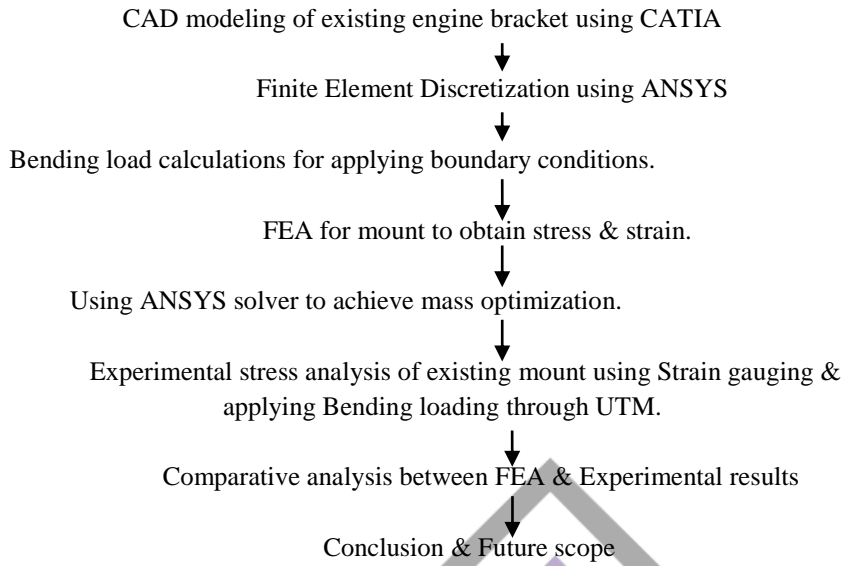 CAD modeling of existing engine bracket using CATIA
Finite Element Discretization using ANSYS
Bending load calculations for applying boundary conditions.
FEA for mount to obtain stress & strain.
Using ANSYS solver to achieve mass optimization.
Experimental stress analysis of existing mount using Strain gauging &
applying Bending loading through UTM.
Comparative analysis between FEA & Experimental results
Conclusion & Future scope